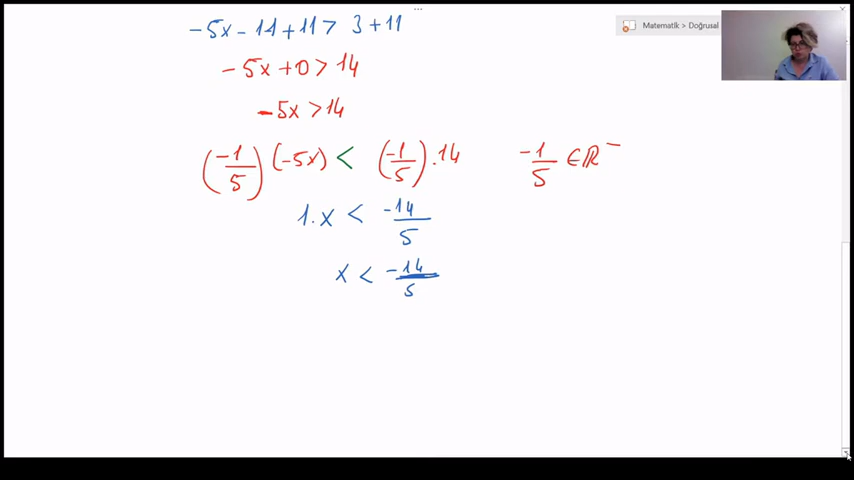 -5x - 11 + 11 > 3 + 11
Matematik > Doğrusal
-5x + 0 > 14
-5x > 14
(-1/5) (-5x) < (-1/5) . 14
-1/5 ∈ ℝ⁻
1. x < -14/5
x < -14/5